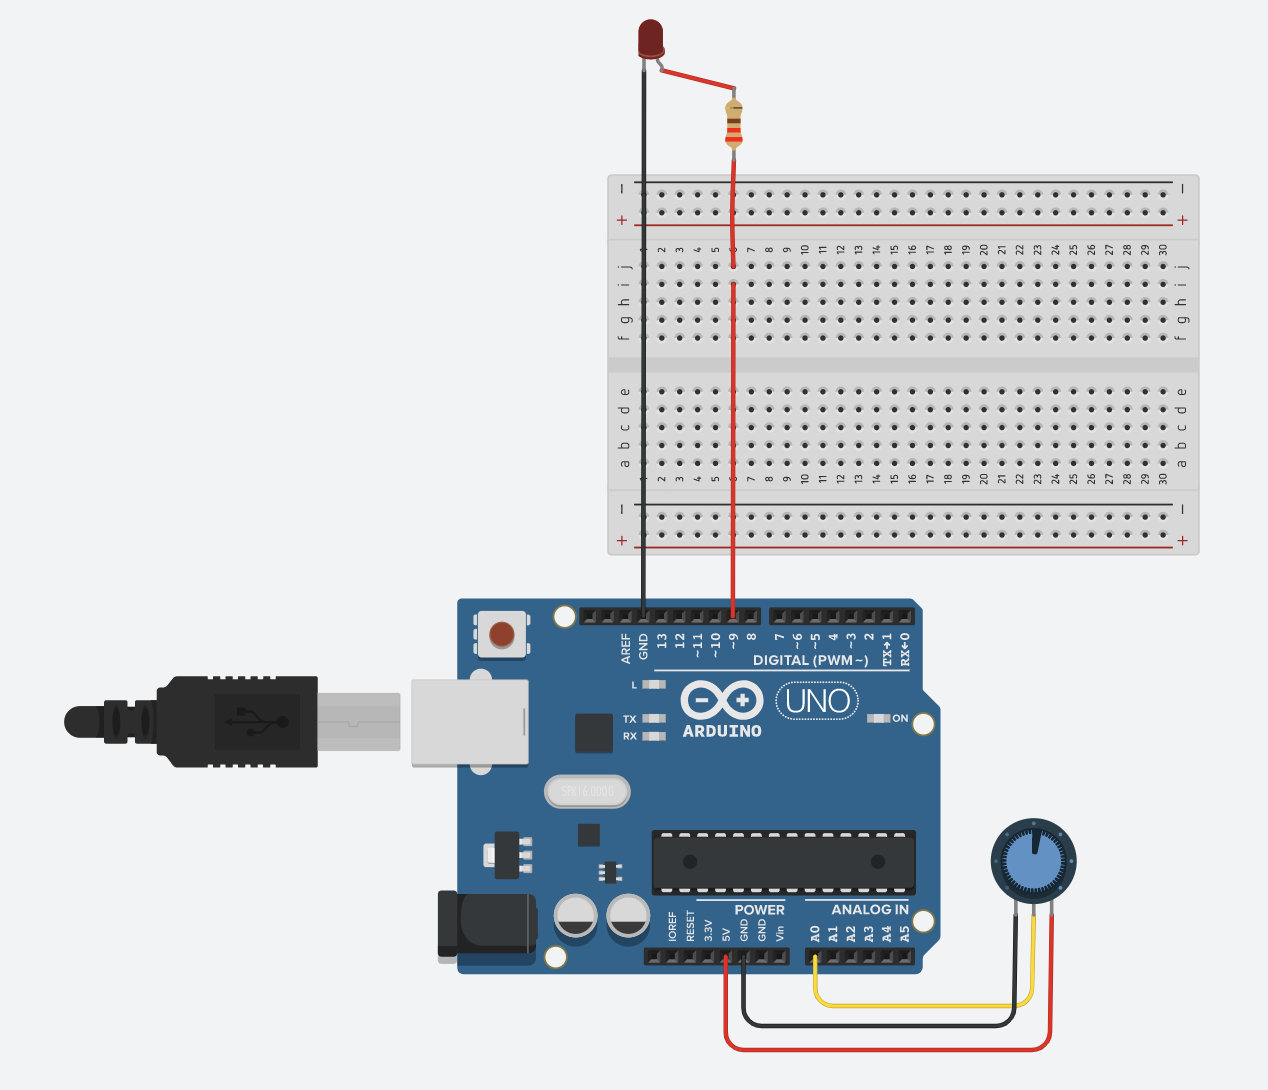 − −
+ +
1 2 3 4 5 6 7 8 9 10 11 12 13 14 15 16 17 18 19 20 21 22 23 24 25 26 27 28 29 30
j j
i i
h h
g g
f f
e e
d d
c c
b b
a a
1 2 3 4 5 6 7 8 9 10 11 12 13 14 15 16 17 18 19 20 21 22 23 24 25 26 27 28 29 30
− −
+ +
AREF GND 13 12 ~11 ~10 ~9 8 7 ~6 ~5 4 ~3 2 TX→1 RX←0
DIGITAL (PWM~)
L
TX
RX
ARDUINO
UNO
ON
SPK16.000G
POWER
ANALOG IN
IOREF RESET 3.3V 5V GND GND Vin A0 A1 A2 A3 A4 A5